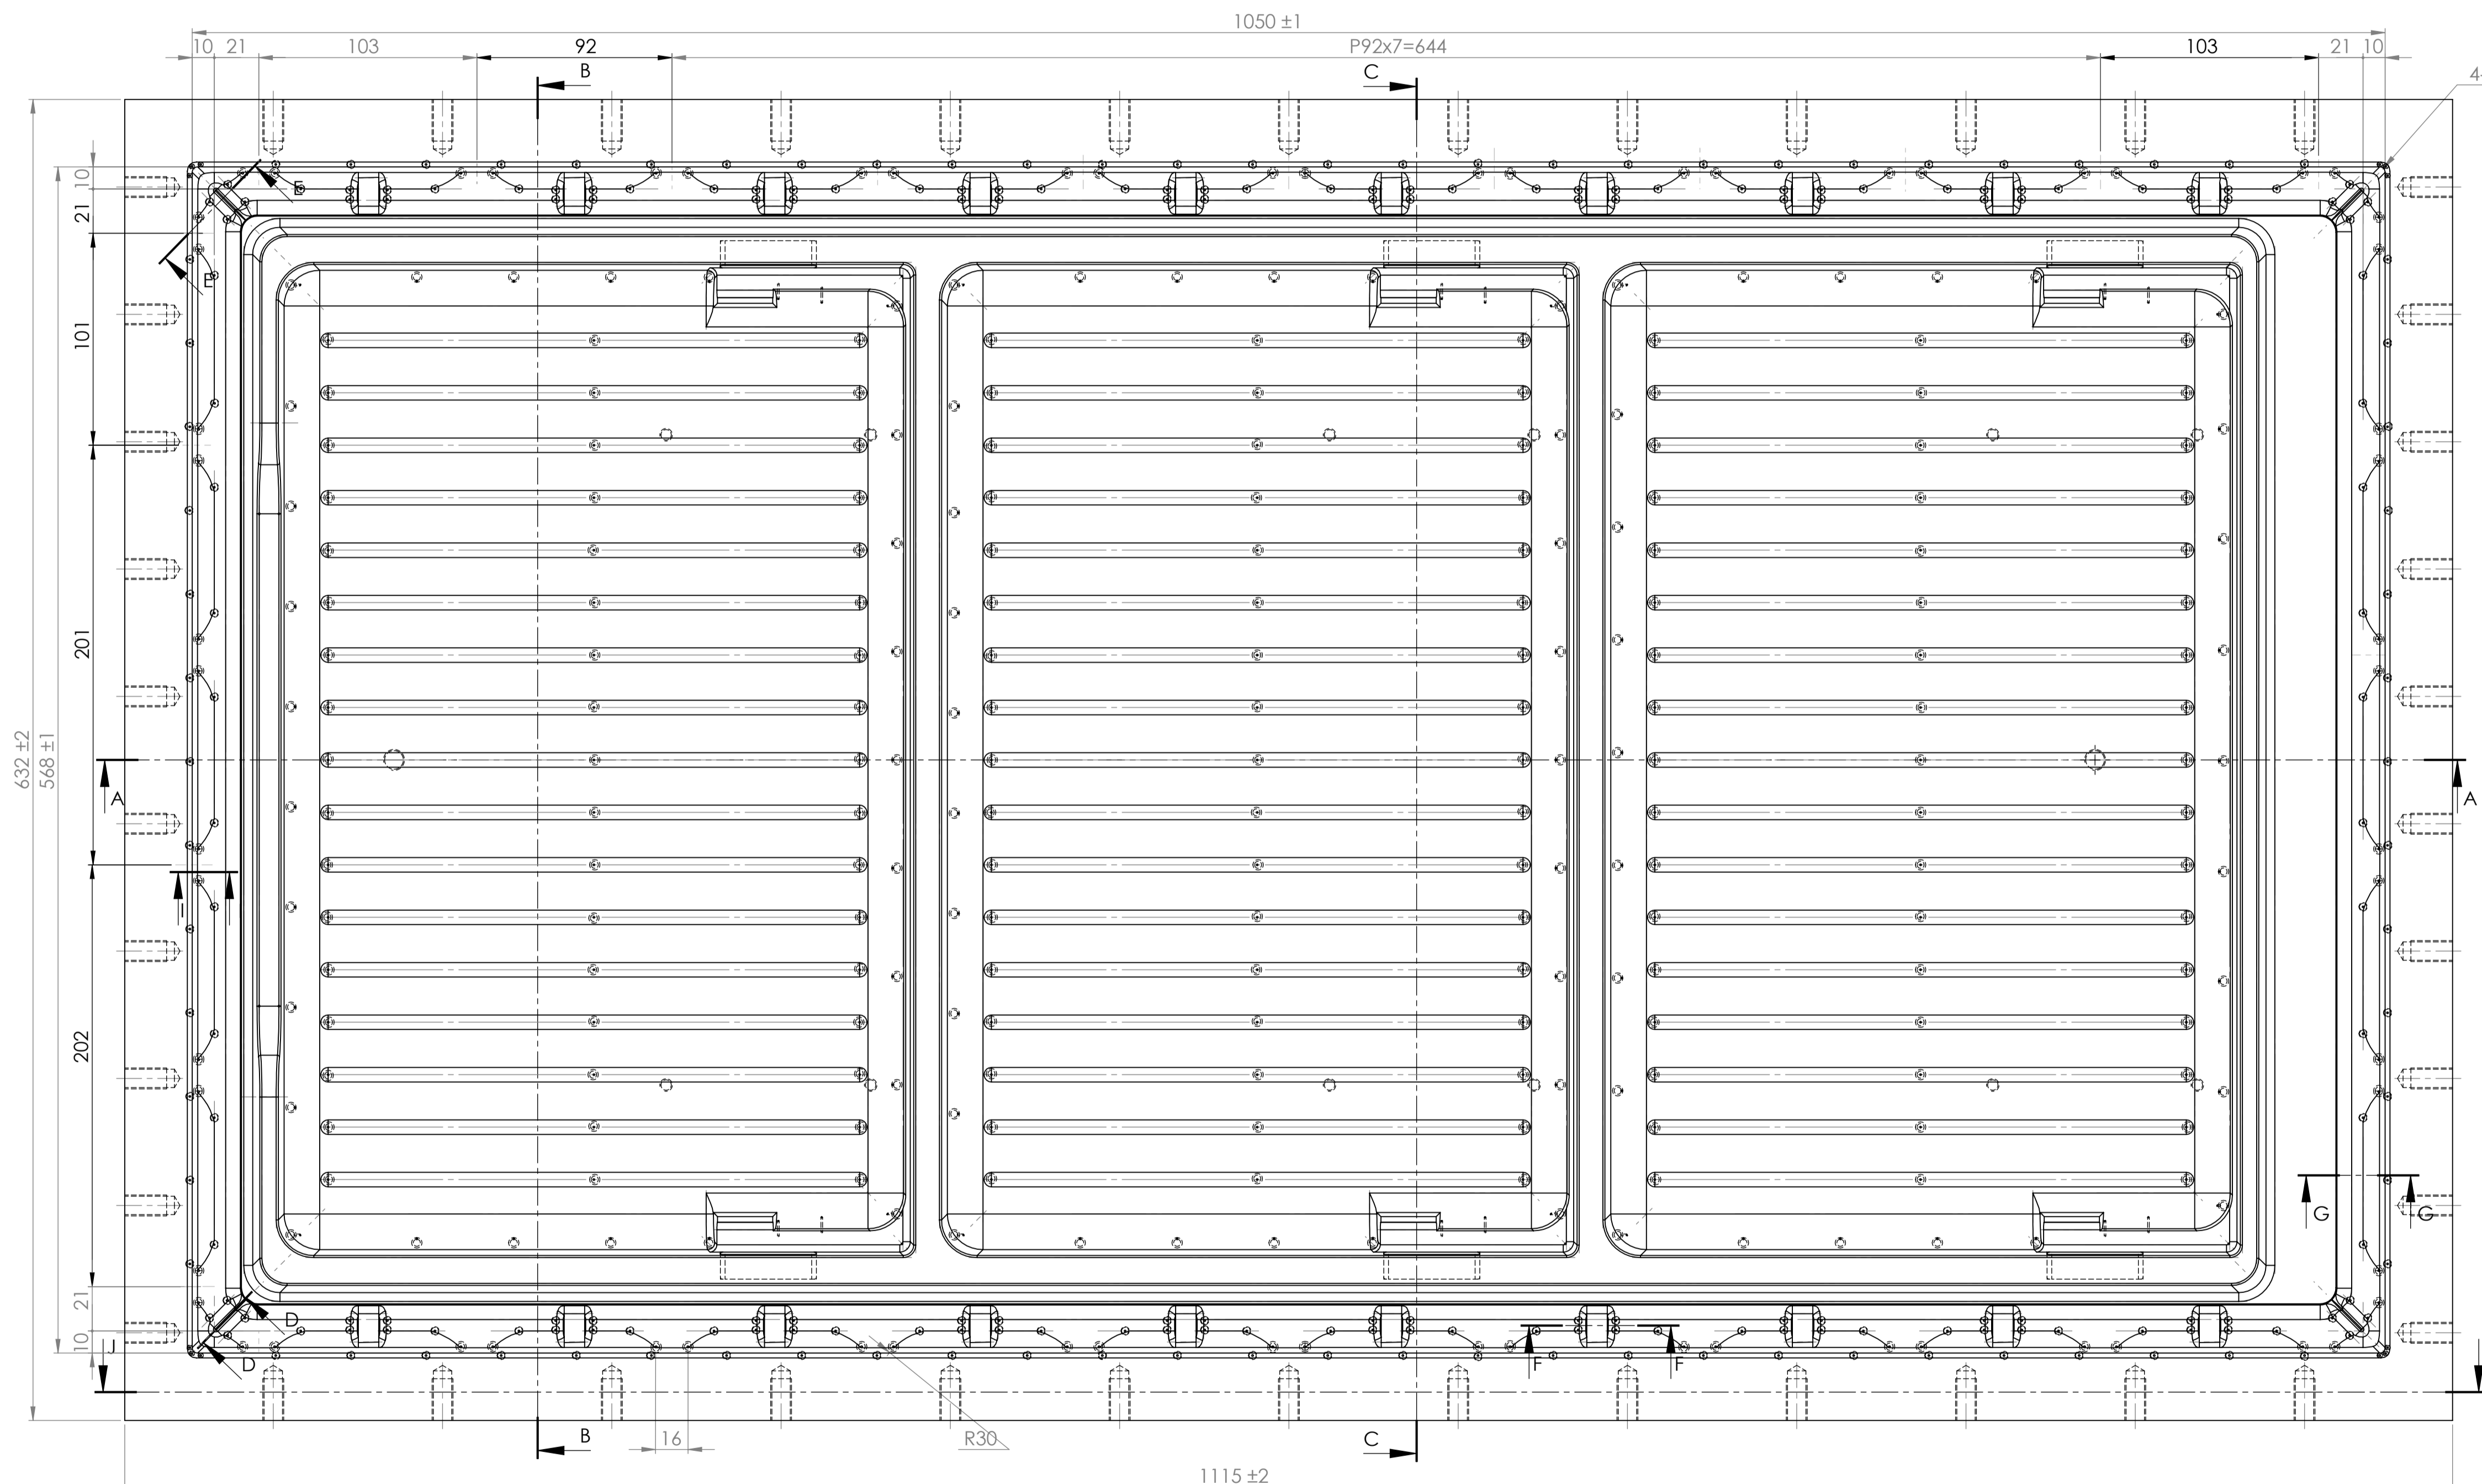 1050 ±1
10 21 103 92 P92x7=644 103 21 10
B C
10
E
21
E
101
201
632 ±2
568 ±1
A A
I
202
G G
21
D
10
J D F F
B 16 R30 C
1115 ±2